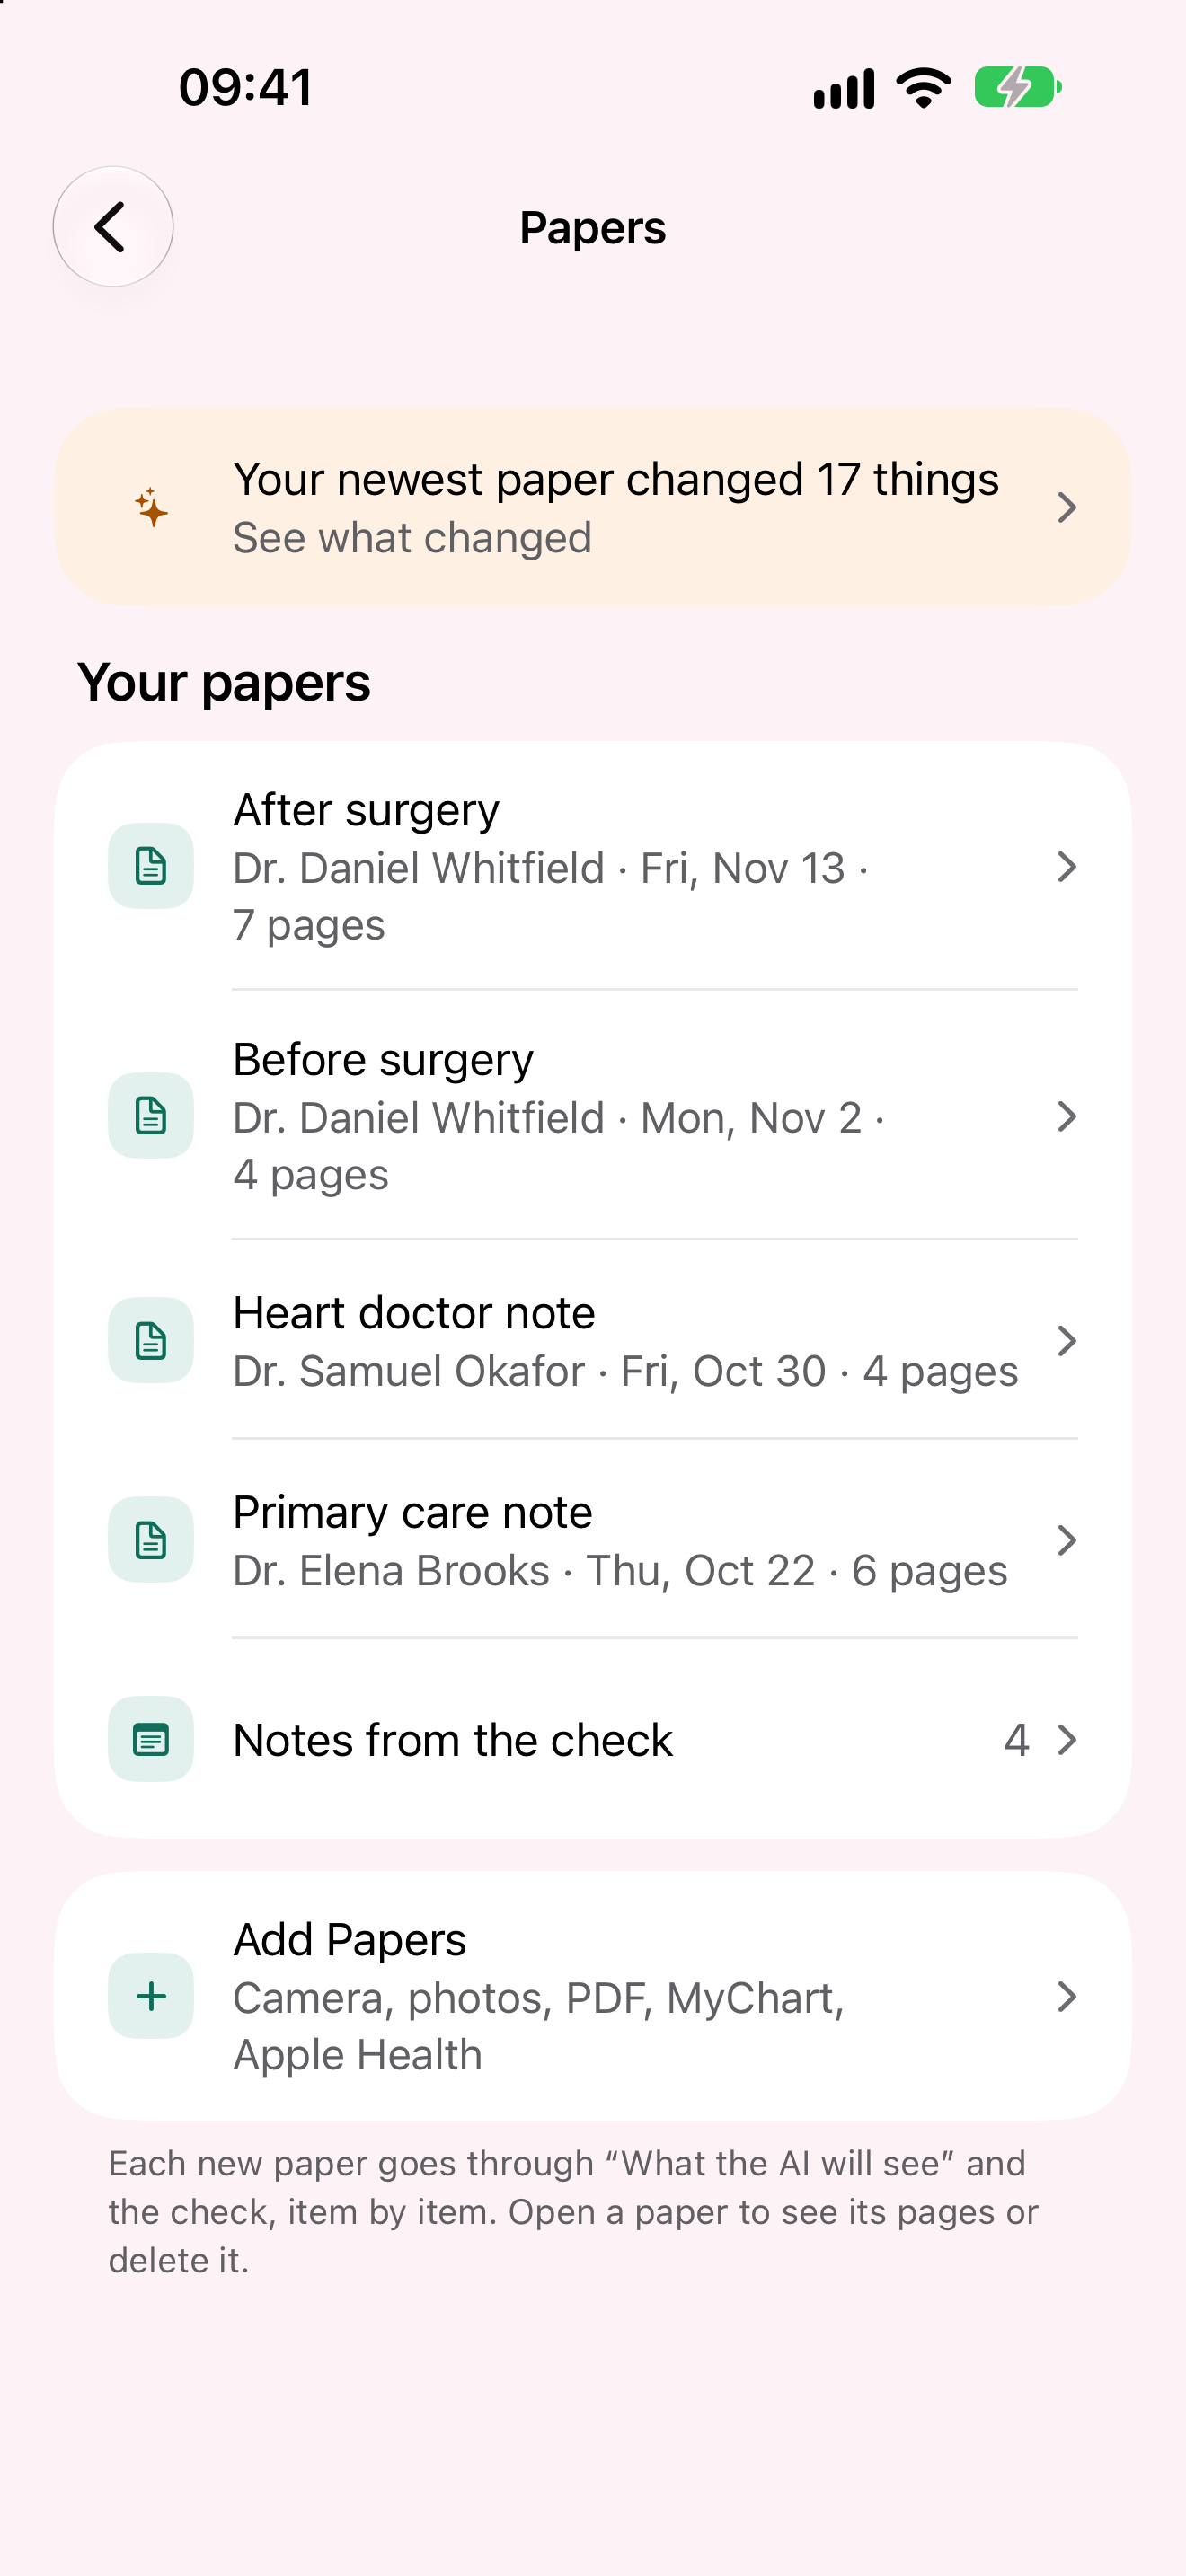 09:41
Papers
Your newest paper changed 17 things
See what changed
Your papers
After surgery
Dr. Daniel Whitfield · Fri, Nov 13 ·
7 pages
Before surgery
Dr. Daniel Whitfield · Mon, Nov 2 ·
4 pages
Heart doctor note
Dr. Samuel Okafor · Fri, Oct 30 · 4 pages
Primary care note
Dr. Elena Brooks · Thu, Oct 22 · 6 pages
Notes from the check 4
Add Papers
Camera, photos, PDF, MyChart,
Apple Health
Each new paper goes through “What the AI will see” and
the check, item by item. Open a paper to see its pages or
delete it.